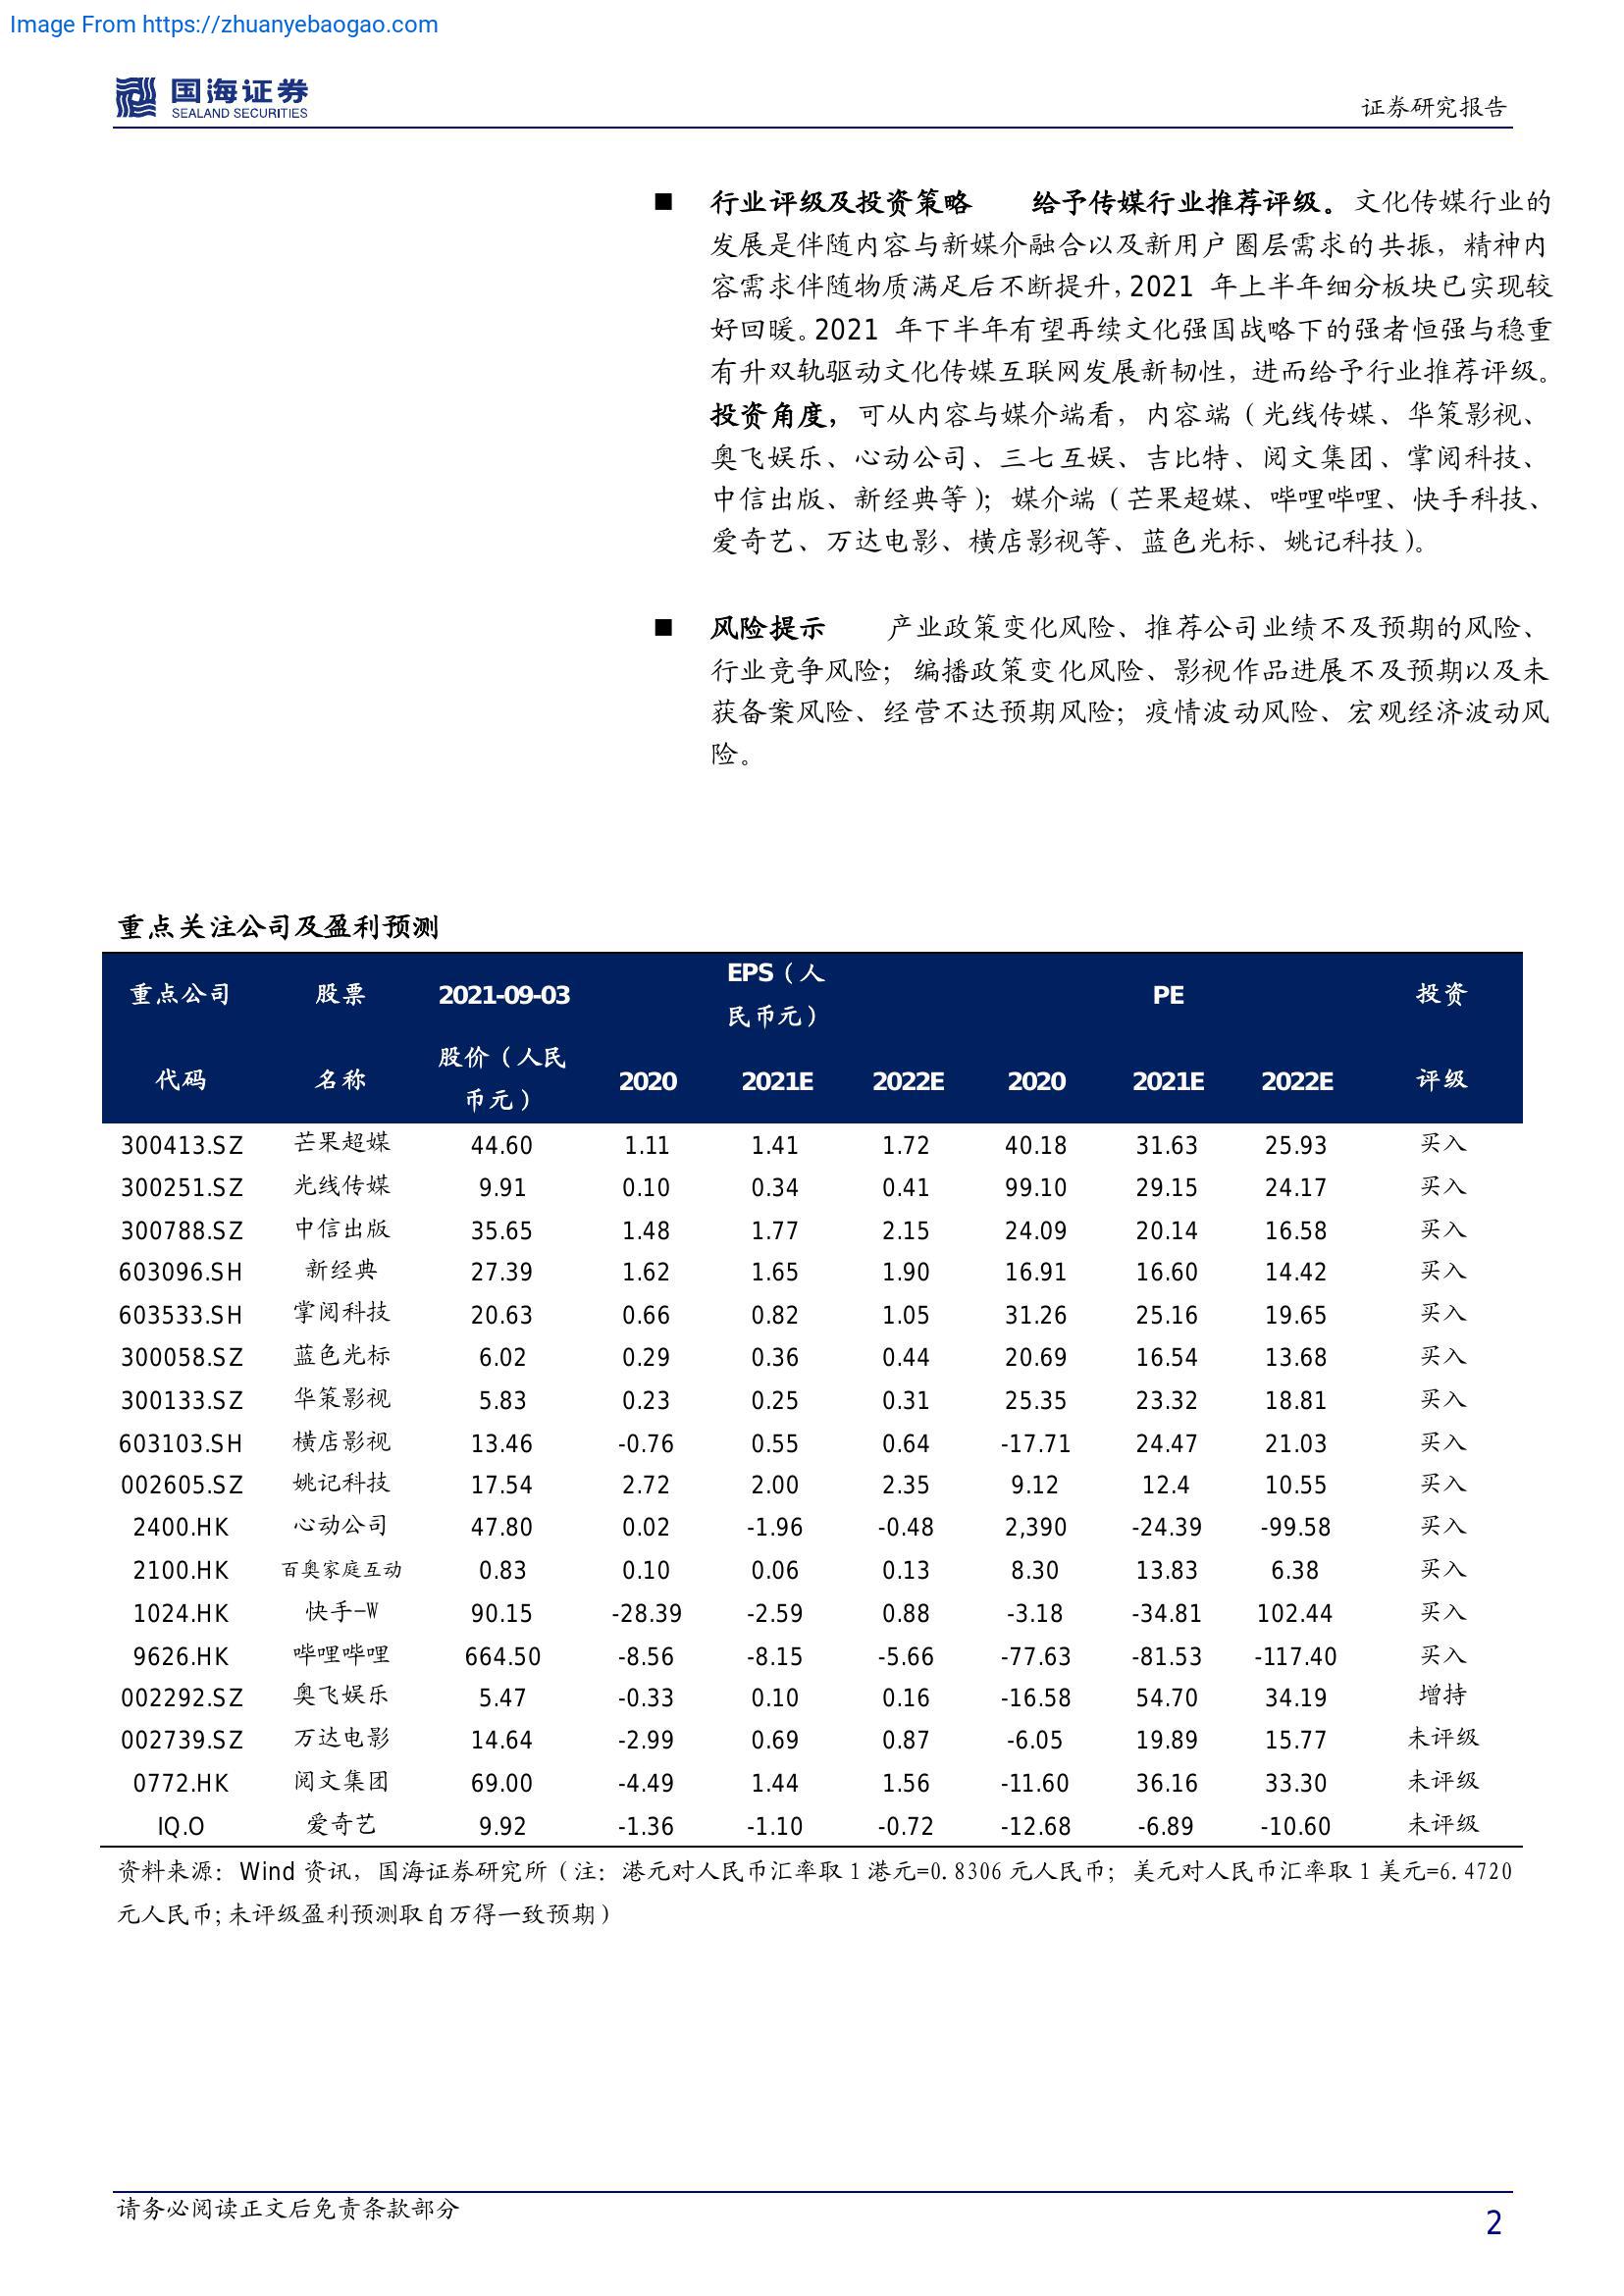 Image From https://zhuanyebaogao.com
国海证券
SEALAND SECURITIES
证券研究报告
■ 行业评级及投资策略 给予传媒行业推荐评级。文化传媒行业的
发展是伴随内容与新媒介融合以及新用户圈层需求的共振，精神内
容需求伴随物质满足后不断提升，2021 年上半年细分板块已实现较
好回暖。2021 年下半年有望再续文化强国战略下的强者恒强与稳重
有升双轨驱动文化传媒互联网发展新韧性，进而给予行业推荐评级。
投资角度，可从内容与媒介端看，内容端（光线传媒、华策影视、
奥飞娱乐、心动公司、三七互娱、吉比特、阅文集团、掌阅科技、
中信出版、新经典等）；媒介端（芒果超媒、哔哩哔哩、快手科技、
爱奇艺、万达电影、横店影视等、蓝色光标、姚记科技）。
■ 风险提示 产业政策变化风险、推荐公司业绩不及预期的风险、
行业竞争风险；编播政策变化风险、影视作品进展不及预期以及未
获备案风险、经营不达预期风险；疫情波动风险、宏观经济波动风
险。
重点关注公司及盈利预测
重点公司 股票 2021-09-03 EPS（人民币元） PE 投资
代码 名称 股价（人民币元） 2020 2021E 2022E 2020 2021E 2022E 评级
300413.SZ 芒果超媒 44.60 1.11 1.41 1.72 40.18 31.63 25.93 买入
300251.SZ 光线传媒 9.91 0.10 0.34 0.41 99.10 29.15 24.17 买入
300788.SZ 中信出版 35.65 1.48 1.77 2.15 24.09 20.14 16.58 买入
603096.SH 新经典 27.39 1.62 1.65 1.90 16.91 16.60 14.42 买入
603533.SH 掌阅科技 20.63 0.66 0.82 1.05 31.26 25.16 19.65 买入
300058.SZ 蓝色光标 6.02 0.29 0.36 0.44 20.69 16.54 13.68 买入
300133.SZ 华策影视 5.83 0.23 0.25 0.31 25.35 23.32 18.81 买入
603103.SH 横店影视 13.46 -0.76 0.55 0.64 -17.71 24.47 21.03 买入
002605.SZ 姚记科技 17.54 2.72 2.00 2.35 9.12 12.4 10.55 买入
2400.HK 心动公司 47.80 0.02 -1.96 -0.48 2,390 -24.39 -99.58 买入
2100.HK 百奥家庭互动 0.83 0.10 0.06 0.13 8.30 13.83 6.38 买入
1024.HK 快手-W 90.15 -28.39 -2.59 0.88 -3.18 -34.81 102.44 买入
9626.HK 哔哩哔哩 664.50 -8.56 -8.15 -5.66 -77.63 -81.53 -117.40 买入
002292.SZ 奥飞娱乐 5.47 -0.33 0.10 0.16 -16.58 54.70 34.19 增持
002739.SZ 万达电影 14.64 -2.99 0.69 0.87 -6.05 19.89 15.77 未评级
0772.HK 阅文集团 69.00 -4.49 1.44 1.56 -11.60 36.16 33.30 未评级
IQ.O 爱奇艺 9.92 -1.36 -1.10 -0.72 -12.68 -6.89 -10.60 未评级
资料来源：Wind 资讯，国海证券研究所（注：港元对人民币汇率取 1 港元=0.8306 元人民币；美元对人民币汇率取 1 美元=6.4720
元人民币;未评级盈利预测取自万得一致预期）
请务必阅读正文后免责条款部分
2